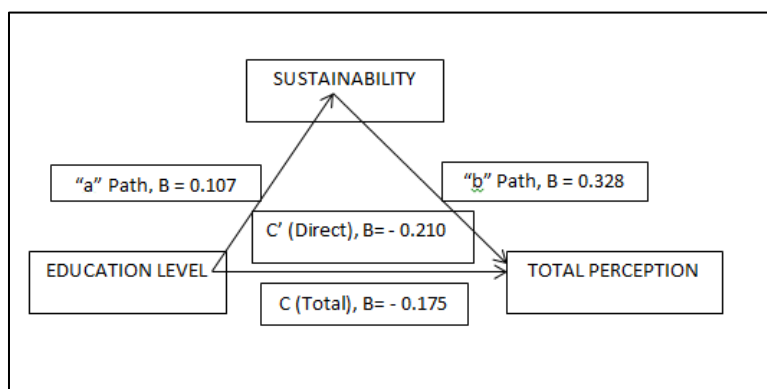 SUSTAINABILITY
“a” Path, B = 0.107
“b” Path, B = 0.328
C’ (Direct), B= - 0.210
EDUCATION LEVEL
TOTAL PERCEPTION
C (Total), B= - 0.175